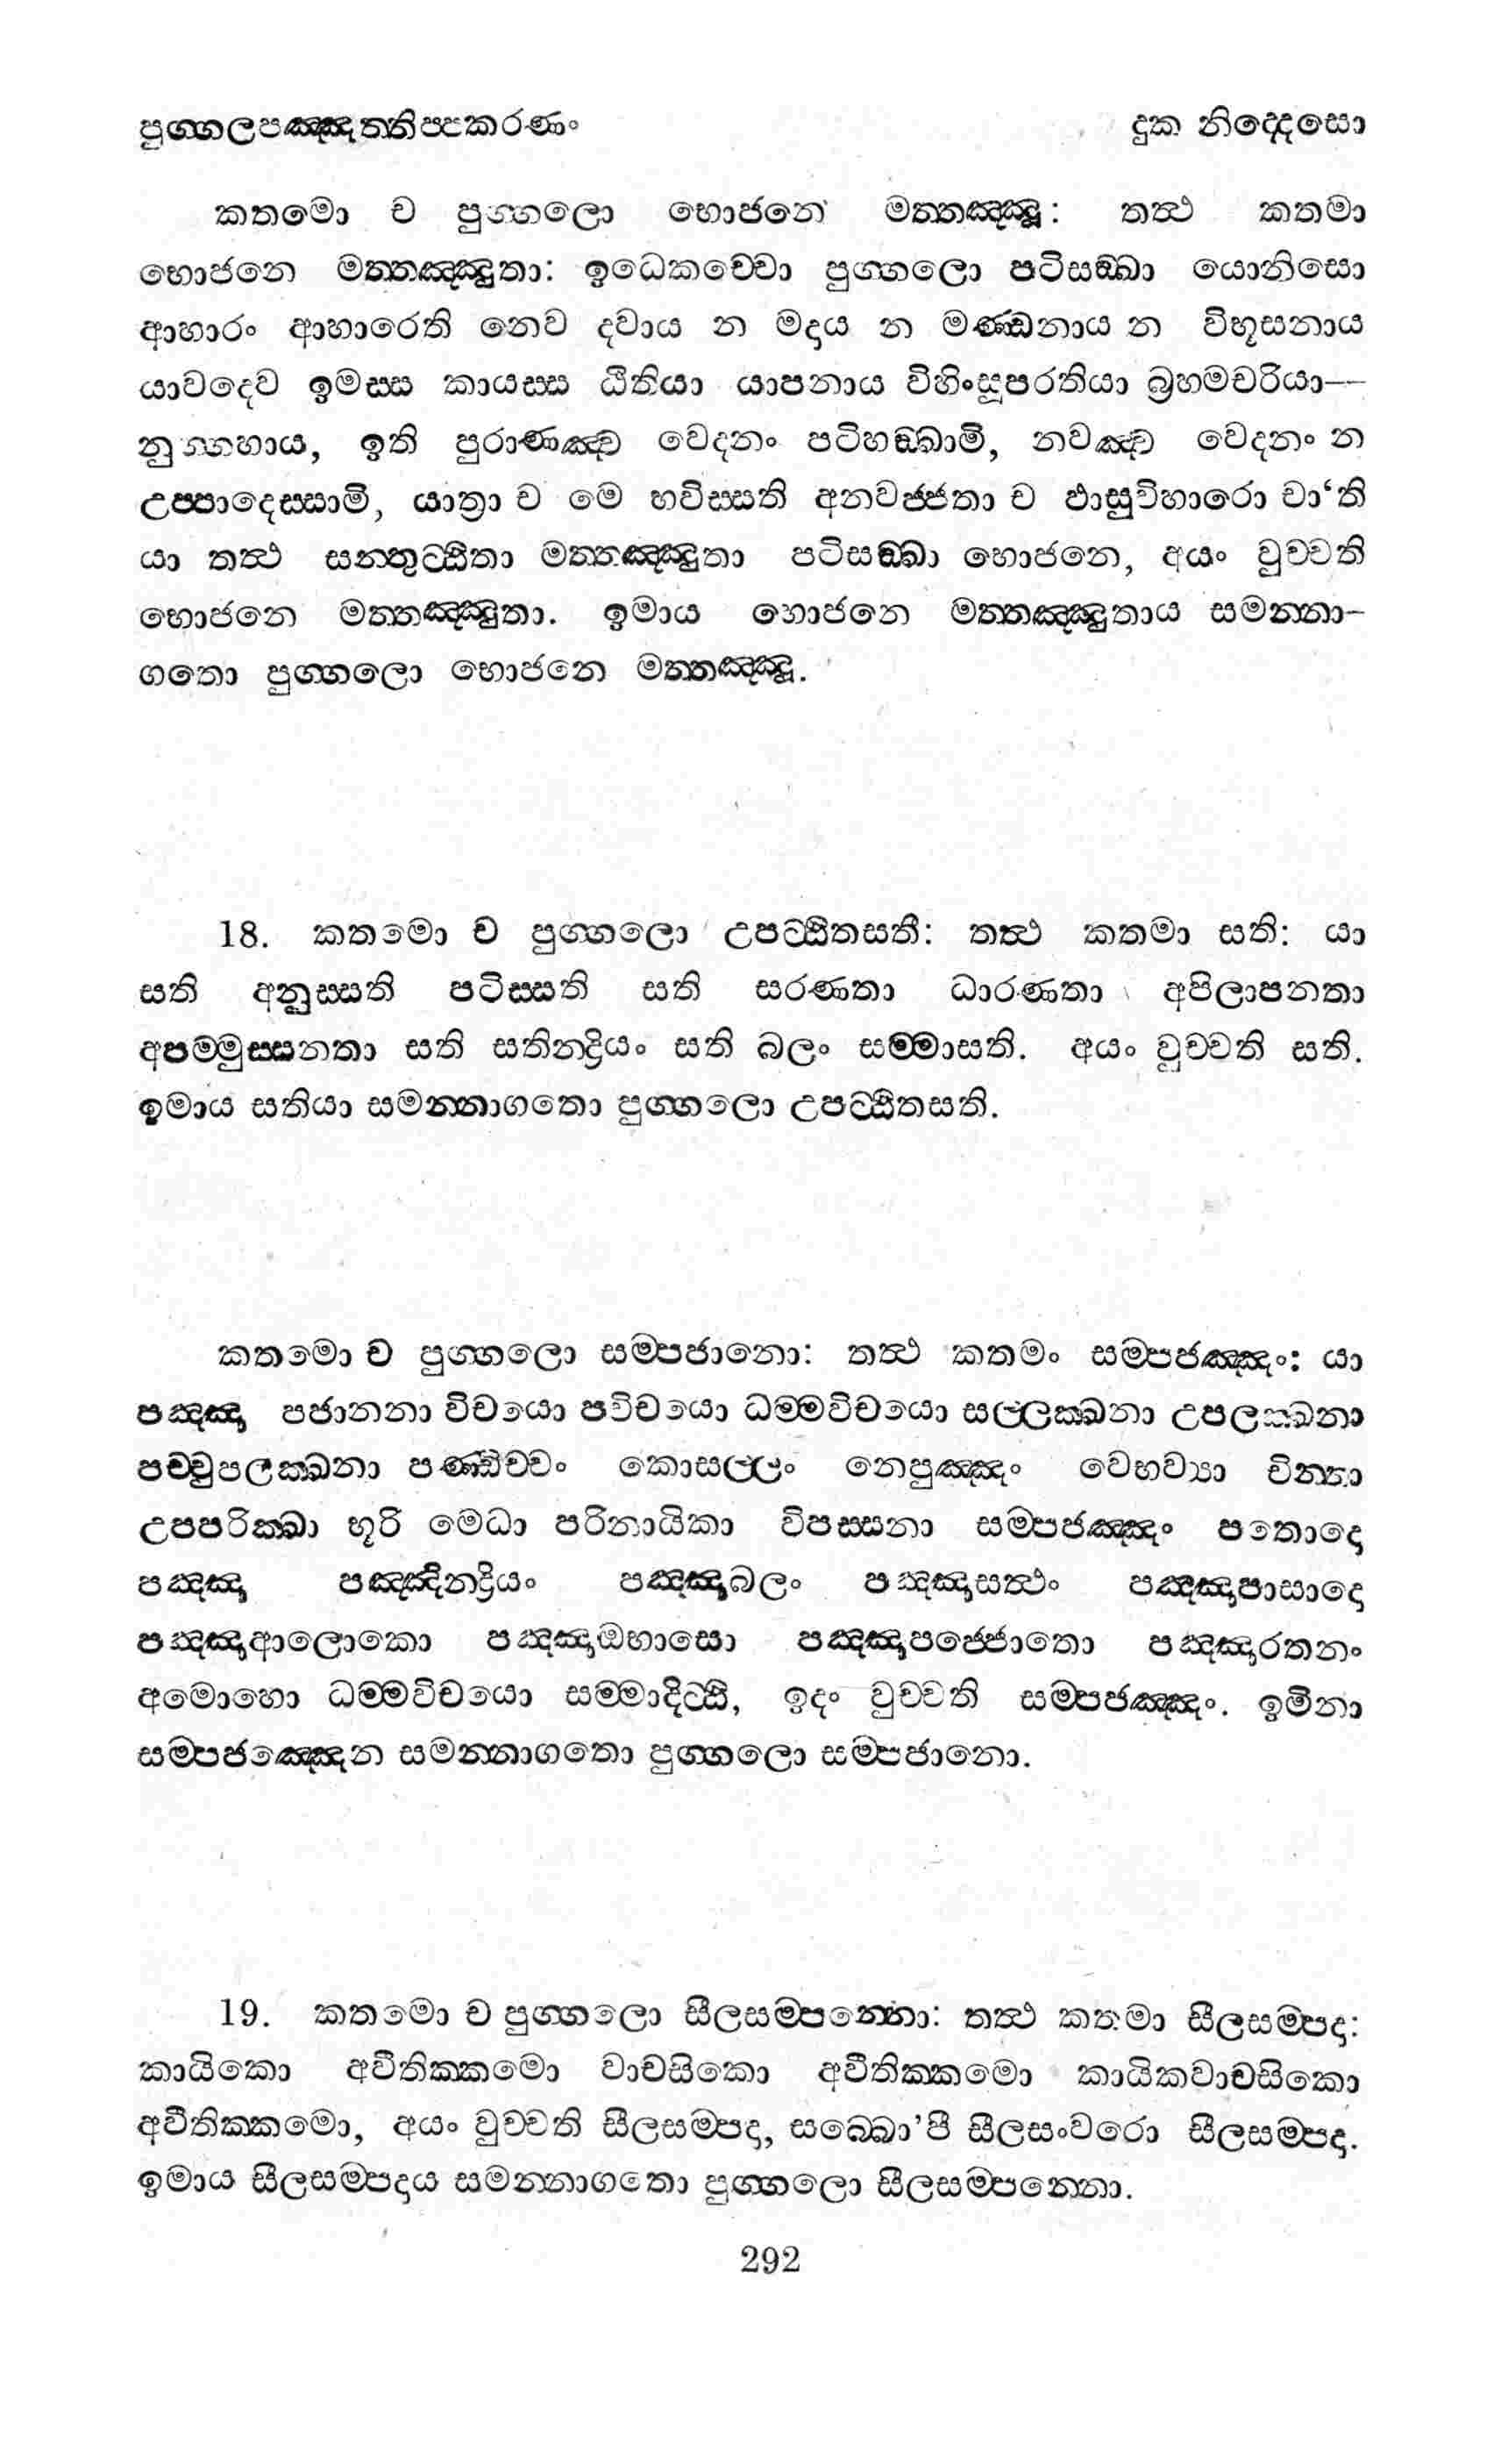 පුග්ගලපඤ්ඤත්තිප්පකරණං දුක නිද්දෙසො
කතමො ච පුග්ගලො භොජනෙ මත්තඤ්ඤූ: තත්ථ කතමා
භොජනෙ මත්තඤ්ඤුතා: ඉධෙකච්චො පුග්ගලො පටිසඞ්ඛා යොනිසො
ආහාරං ආහාරෙති නෙව දවාය න මදාය න මණ්ඩනාය න විභූසනාය
යාවදෙව ඉමස්ස කායස්ස ඨිතියා යාපනාය විහිංසූපරතියා බ්‍රහමචරියා—
නුග්ගහාය, ඉති පුරාණඤ්ච වෙදනං පටිහඞ්ඛාමි, නවඤ්ච වෙදනං න
උප්පාදෙස්සාමි, යාත්‍රා ච මෙ භවිස්සති අනවජ්ජතා ච ඵාසුවිහාරො චා‘ති
යා තත්ථ සන්තුට්ඨිතා මත්තඤ්ඤුතා පටිසඞ්ඛා භොජනෙ, අයං වුච්චති
භොජනෙ මත්තඤ්ඤුතා. ඉමාය භොජනෙ මත්තඤ්ඤුතාය සමන්නා-
ගතො පුග්ගලො භොජනෙ මත්තඤ්ඤූ.
18. කතමො ච පුග්ගලො උපට්ඨිතසතී: තත්ථ කතමා සති: යා
සති අනුස්සති පටිස්සති සති සරණතා ධාරණතා අපිලාපනතා
අපම්මුස්සනතා සති සතින්ද්‍රියං සති බලං සම්මාසති. අයං වුච්චති සති.
ඉමාය සතියා සමන්නාගතො පුග්ගලො උපට්ඨිතසති.
කතමො ච පුග්ගලො සම්පජානො: තත්ථ කතමං සම්පජඤ්ඤං: යා
පඤ්ඤා පජානනා විචයො පවිචයො ධම්මවිචයො සල්ලක්ඛනා උපලක්ඛනා
පච්චුපලක්ඛනා පණ්ඩිච්චං කොසල්ලං නෙපුඤ්ඤං වෙභව්‍යා චින්තා
උපපරික්ඛා භූරි මෙධා පරිනායිකා විපස්සනා සම්පජඤ්ඤං පතොදො
පඤ්ඤා පඤ්ඤින්ද්‍රියං පඤ්ඤාබලං පඤ්ඤාසත්ථං පඤ්ඤාපාසාදො
පඤ්ඤාආලොකො පඤ්ඤාඔභාසො පඤ්ඤාපජ්ජොතො පඤ්ඤාරතනං
අමොහො ධම්මවිචයො සම්මාදිට්ඨි, ඉදං වුච්චති සම්පජඤ්ඤං. ඉමිනා
සම්පජඤ්ඤෙන සමන්නාගතො පුග්ගලො සම්පජානො.
19. කතමො ච පුග්ගලො සීලසම්පන්නො: තත්ථ කතමා සීලසම්පදා:
කායිකො අවීතික්කමො වාචසිකො අවීතික්කමො කායිකවාචසිකො
අවීතික්කමො, අයං වුච්චති සීලසම්පදා, සබ්බො’පි සීලසංවරො සීලසම්පදා.
ඉමාය සීලසම්පදාය සමන්නාගතො පුග්ගලො සීලසම්පන්නො.
292